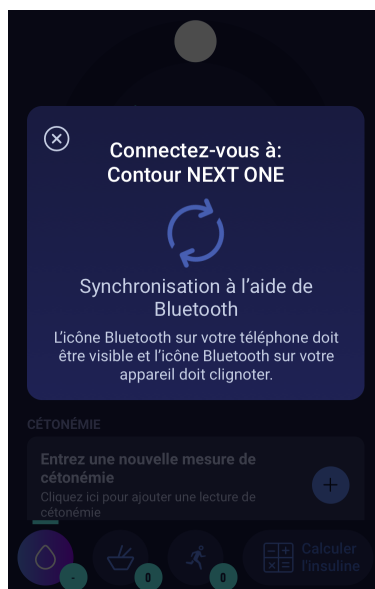 Connectez-vous à:
Contour NEXT ONE
Synchronisation à l’aide de
Bluetooth
L’icône Bluetooth sur votre téléphone doit
être visible et l’icône Bluetooth sur votre
appareil doit clignoter.
CÉTONÉMIE
Entrez une nouvelle mesure de
cétonémie
Cliquez ici pour ajouter une lecture de
cétonémie
-
0
0
Calculer
l’insuline